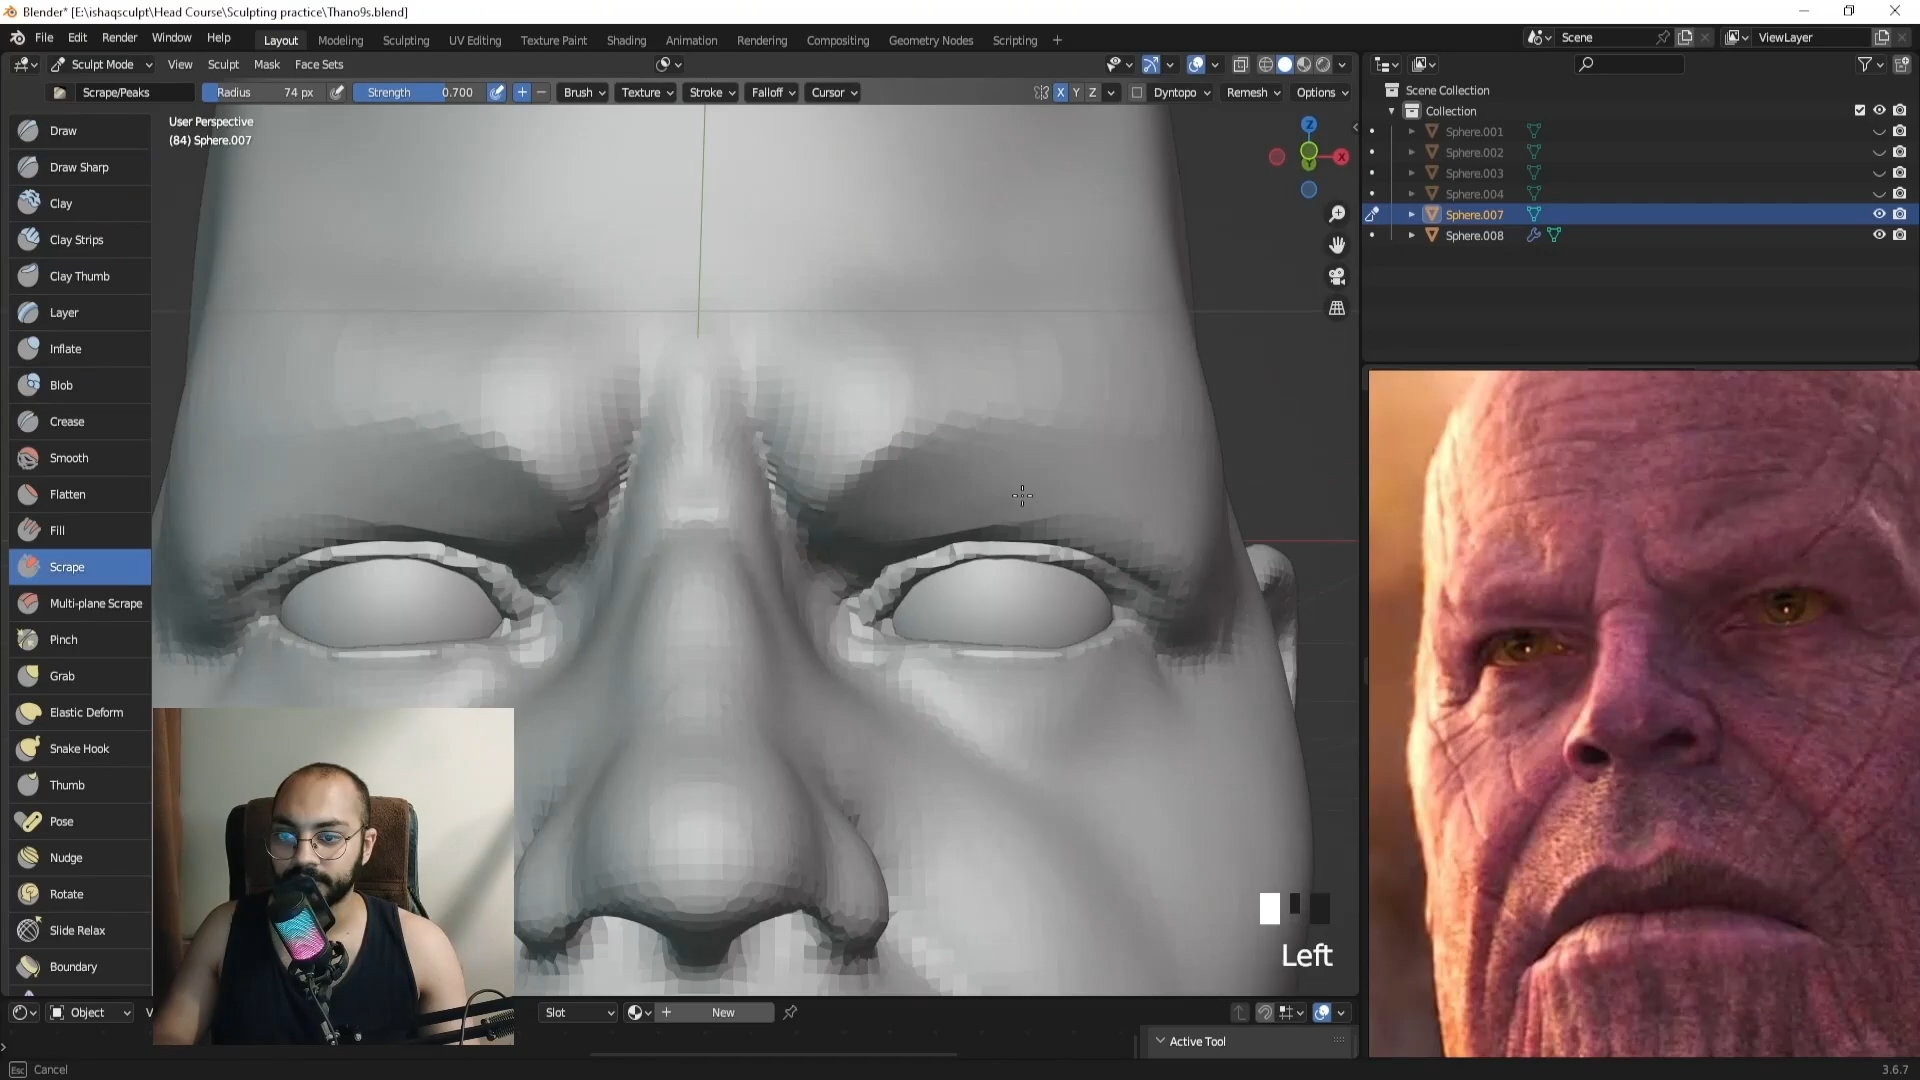 Blender* [E:\ishaqsculpt\Head Course\Sculpting practice\Thano9s.blend]
File Edit Render Window Help Layout Modeling Sculpting UV Editing Texture Paint Shading Animation Rendering Compositing Geometry Nodes Scripting + Scene ViewLayer
Sculpt Mode View Sculpt Mask Face Sets
Scrape/Peaks Radius 74 px Strength 0.700 Brush Texture Stroke Falloff Cursor X Y Z Dyntopo Remesh Options
User Perspective
(84) Sphere.007
Z
X
Y
Draw
Draw Sharp
Clay
Clay Strips
Clay Thumb
Layer
Inflate
Blob
Crease
Smooth
Flatten
Fill
Scrape
Multi-plane Scrape
Pinch
Grab
Elastic Deform
Snake Hook
Thumb
Pose
Nudge
Rotate
Slide Relax
Boundary
Scene Collection
Collection
Sphere.001
Sphere.002
Sphere.003
Sphere.004
Sphere.007
Sphere.008
Left
Object V Slot New
Active Tool
Esc Cancel
3.6.7